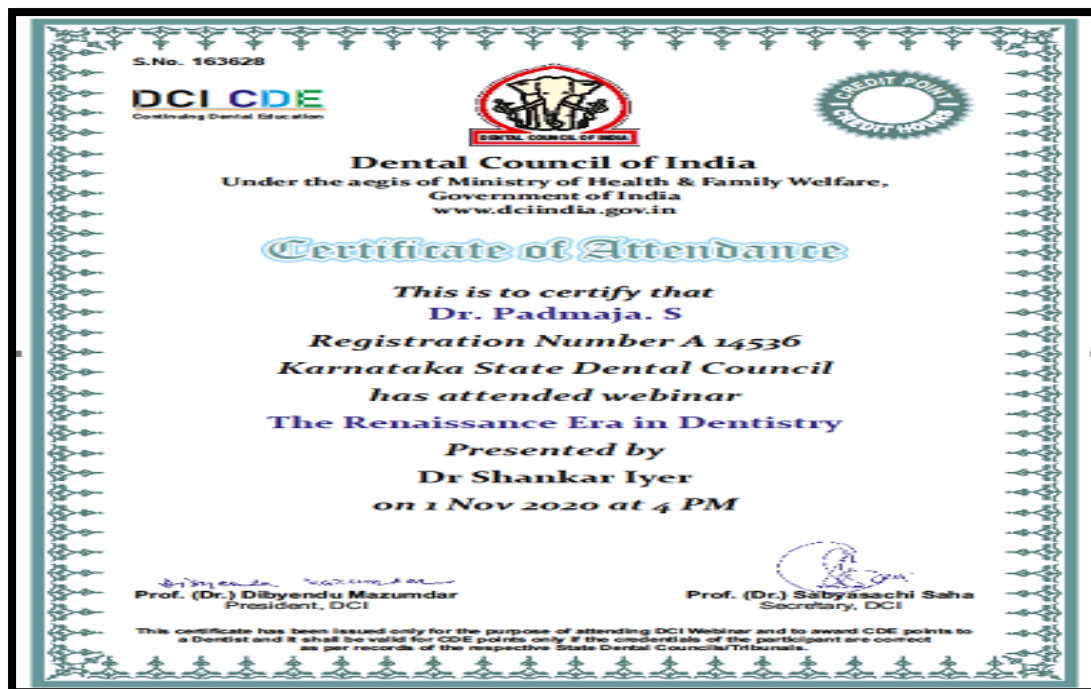 S.No. 163628
DCI CDE
Continuing Dental Education
DENTAL COUNCIL OF INDIA
CREDIT POINT
CREDIT HOURS
Dental Council of India
Under the aegis of Ministry of Health & Family Welfare,
Government of India
www.dciindia.gov.in
Certificate of Attendance
This is to certify that
Dr. Padmaja. S
Registration Number A 14536
Karnataka State Dental Council
has attended webinar
The Renaissance Era in Dentistry
Presented by
Dr Shankar Iyer
on 1 Nov 2020 at 4 PM
Dibyendu Mazumdar
Prof. (Dr.) Dibyendu Mazumdar
President, DCI
Prof. (Dr.) Sabyasachi Saha
Secretary, DCI
This certificate has been issued only for the purpose of attending DCI Webinar and to award CDE points to
a Dentist and it shall be valid for CDE points only if the credentials of the participant are correct
as per records of the respective State Dental Councils/Tribunals.